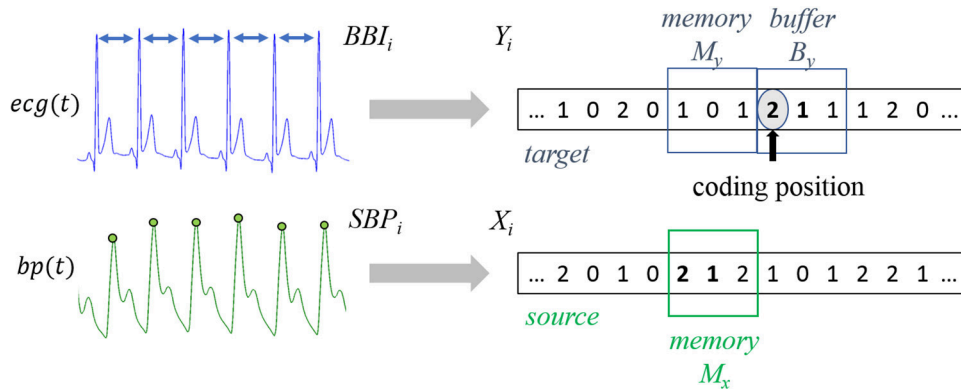 ecg(t)
BBI_i
Y_i
memory
M_y
buffer
B_y
... 1 0 2 0 1 0 1 2 1 1 1 2 0 ...
target
coding position
bp(t)
SBP_i
X_i
... 2 0 1 0 2 1 2 1 0 1 2 2 1 ...
source
memory
M_x